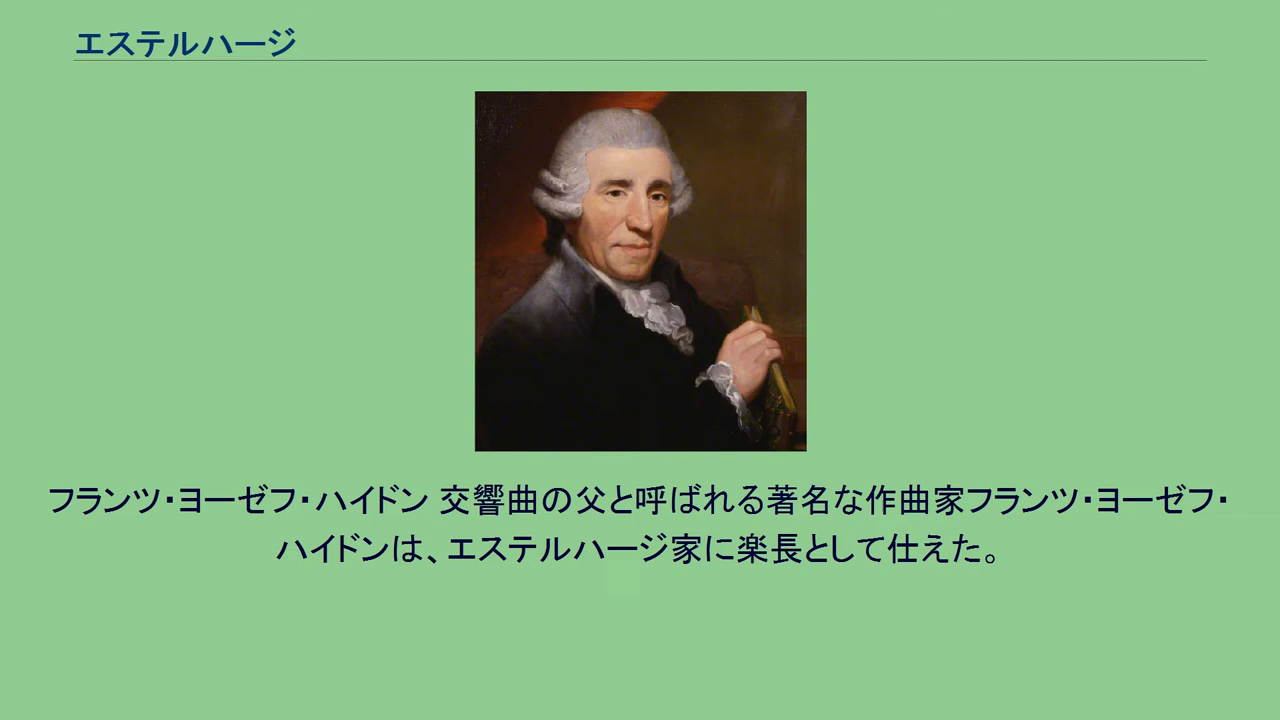 エステルハージ
フランツ・ヨーゼフ・ハイドン 交響曲の父と呼ばれる著名な作曲家フランツ・ヨーゼフ・
ハイドンは、エステルハージ家に楽長として仕えた。